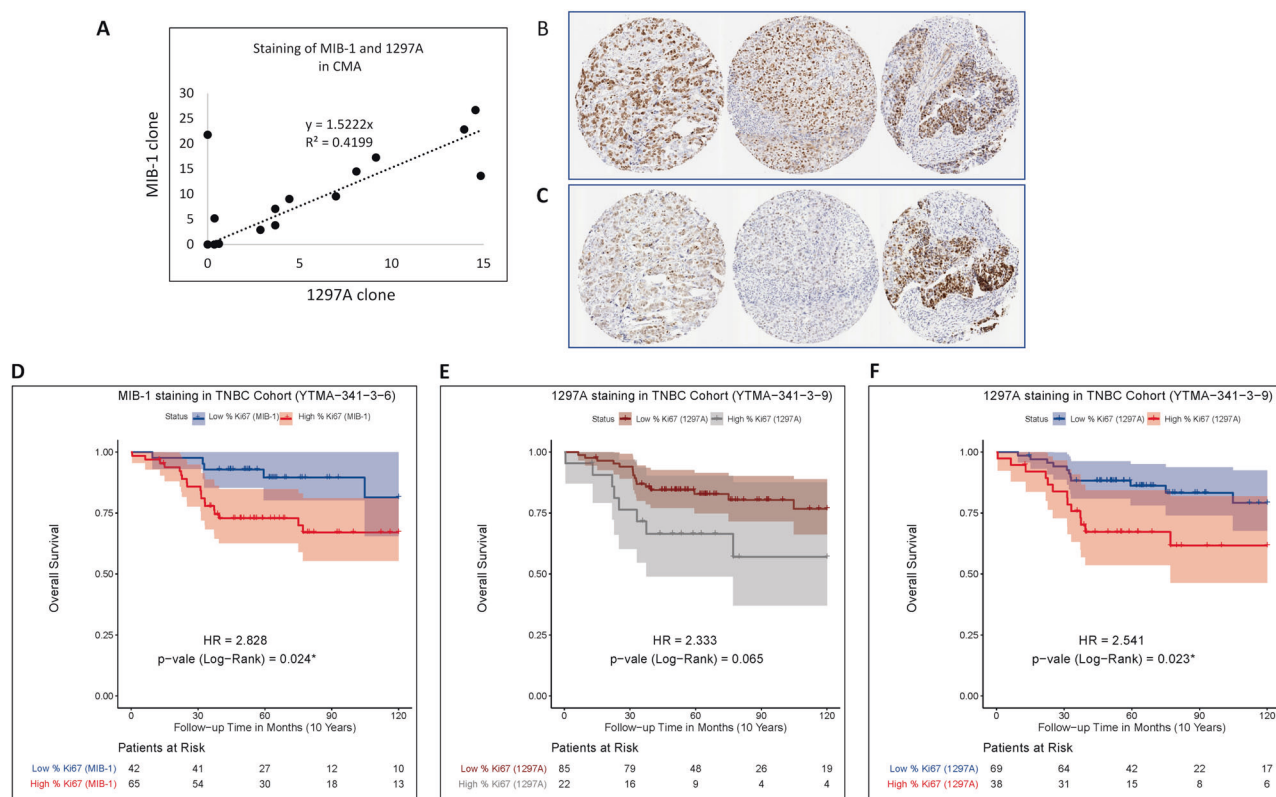 A
Staining of MIB-1 and 1297A
in CMA
30
25
20
15
10
5
0
y = 1.5222x
R² = 0.4199
MIB-1 clone
0 5 10 15
1297A clone
B
C
D
MIB-1 staining in TNBC Cohort (YTMA-341-3-6)
Status Low % Ki67 (MIB-1) High % Ki67 (MIB-1)
1.00
0.75
0.50
0.25
0.00
Overall Survival
HR = 2.828
p-vale (Log-Rank) = 0.024*
0 30 60 90 120
Follow-up Time in Months (10 Years)
Patients at Risk
Low % Ki67 (MIB-1) 42 41 27 12 10
High % Ki67 (MIB-1) 65 54 30 18 13
E
1297A staining in TNBC Cohort (YTMA-341-3-9)
Status Low % Ki67 (1297A) High % Ki67 (1297A)
1.00
0.75
0.50
0.25
0.00
Overall Survival
HR = 2.333
p-vale (Log-Rank) = 0.065
0 30 60 90 120
Follow-up Time in Months (10 Years)
Patients at Risk
Low % Ki67 (1297A) 85 79 48 26 19
High % Ki67 (1297A) 22 16 9 4 4
F
1297A staining in TNBC Cohort (YTMA-341-3-9)
Status Low % Ki67 (1297A) High % Ki67 (1297A)
1.00
0.75
0.50
0.25
0.00
Overall Survival
HR = 2.541
p-vale (Log-Rank) = 0.023*
0 30 60 90 120
Follow-up Time in Months (10 Years)
Patients at Risk
Low % Ki67 (1297A) 69 64 42 22 17
High % Ki67 (1297A) 38 31 15 8 6